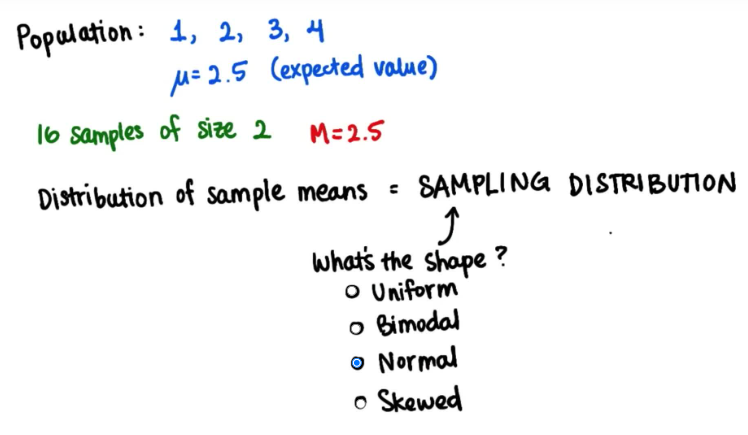 Population: 1, 2, 3, 4
μ=2.5 (expected value)
16 samples of size 2 M=2.5
Distribution of sample means = SAMPLING DISTRIBUTION
What's the shape?
Uniform
Bimodal
Normal
Skewed